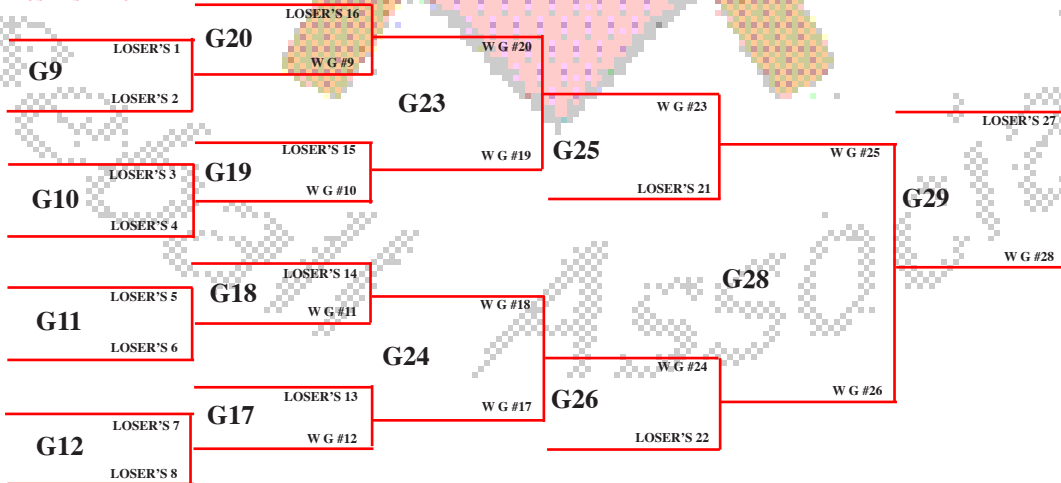 LOSER'S 1
G9
LOSER'S 2
LOSER'S 3
G10
LOSER'S 4
LOSER'S 5
G11
LOSER'S 6
LOSER'S 7
G12
LOSER'S 8
LOSER'S 16
G20
W G #9
LOSER'S 15
G19
W G #10
LOSER'S 14
G18
W G #11
LOSER'S 13
G17
W G #12
W G #20
G23
W G #19
W G #18
G24
W G #17
W G #23
G25
LOSER'S 21
W G #24
G26
LOSER'S 22
W G #25
G28
W G #26
LOSER'S 27
G29
W G #28